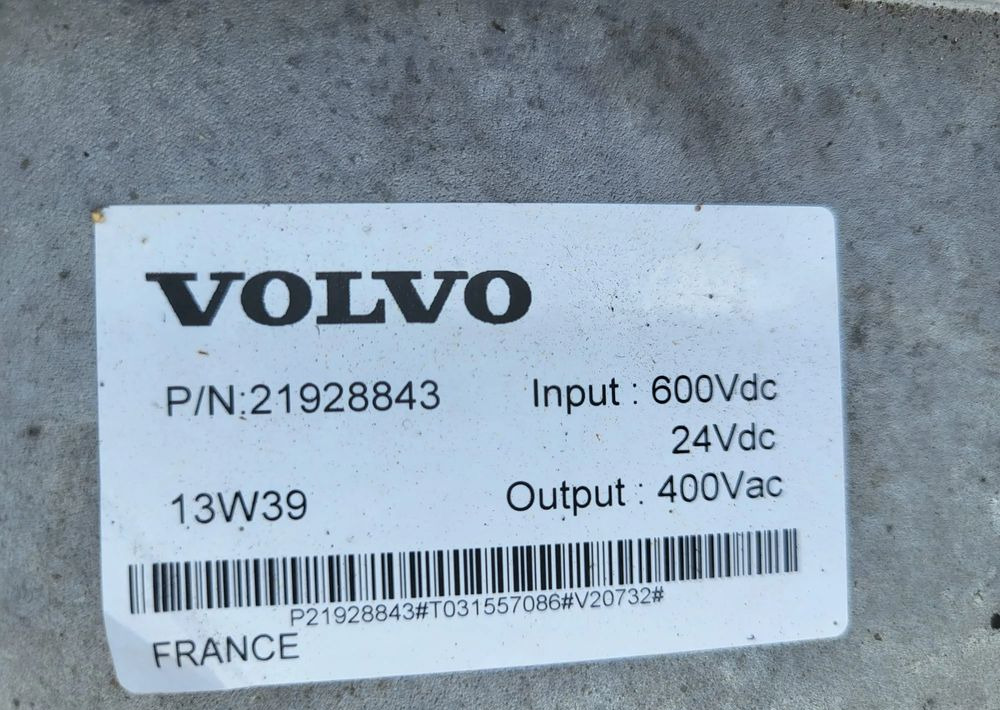 VOLVO
P/N:21928843
Input : 600Vdc
24Vdc
13W39
Output : 400Vac
P21928843#T031557086#V20732#
FRANCE